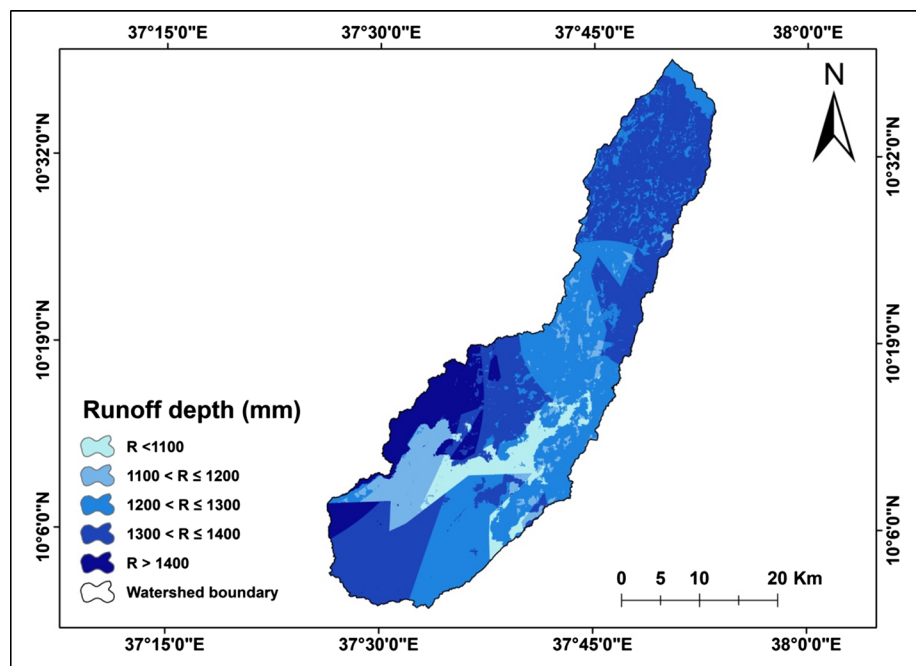 37°15'0"E 37°30'0"E 37°45'0"E 38°0'0"E
N
10°32'0"N 10°32'0"N
10°19'0"N 10°19'0"N
10°6'0"N 10°6'0"N
Runoff depth (mm)
R <1100
1100 < R ≤ 1200
1200 < R ≤ 1300
1300 < R ≤ 1400
R > 1400
Watershed boundary
0 5 10 20 Km
37°15'0"E 37°30'0"E 37°45'0"E 38°0'0"E